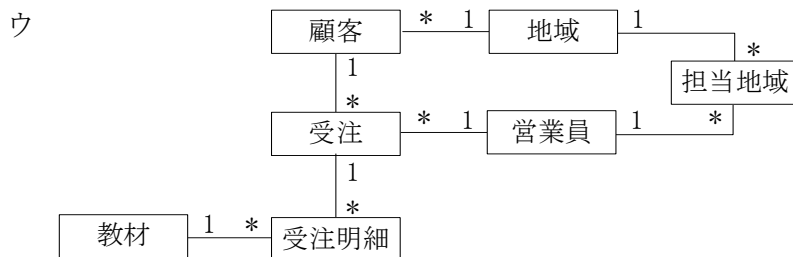 ウ
顧客 * 1 地域 1
*
1 担当地域
*
受注 * 1 営業員 1 *
1
*
教材 1 * 受注明細